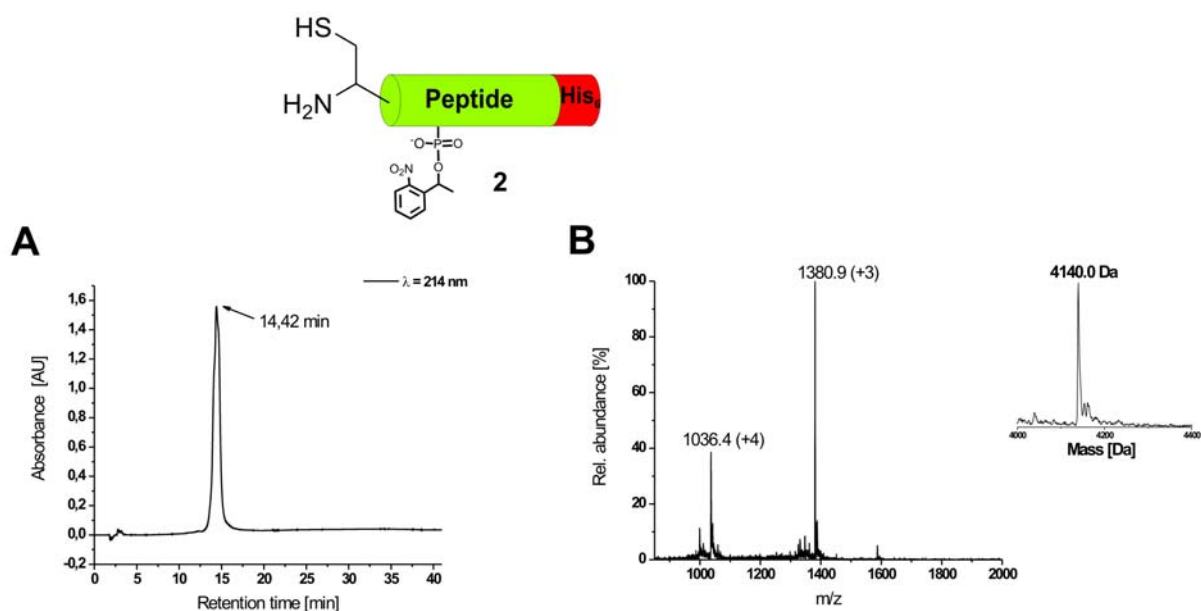 HS
H₂N
Peptide
His₆
-O-P=O
O
O₂N
2
A
B
λ = 214 nm
14,42 min
Absorbance [AU]
1,6
1,4
1,2
1,0
0,8
0,6
0,4
0,2
0,0
-0,2
0 5 10 15 20 25 30 35 40
Retention time [min]
1380.9 (+3)
1036.4 (+4)
Rel. abundance [%]
100
80
60
40
20
0
1000 1200 1400 1600 1800 2000
m/z
4140.0 Da
4000 4200 4400
Mass [Da]